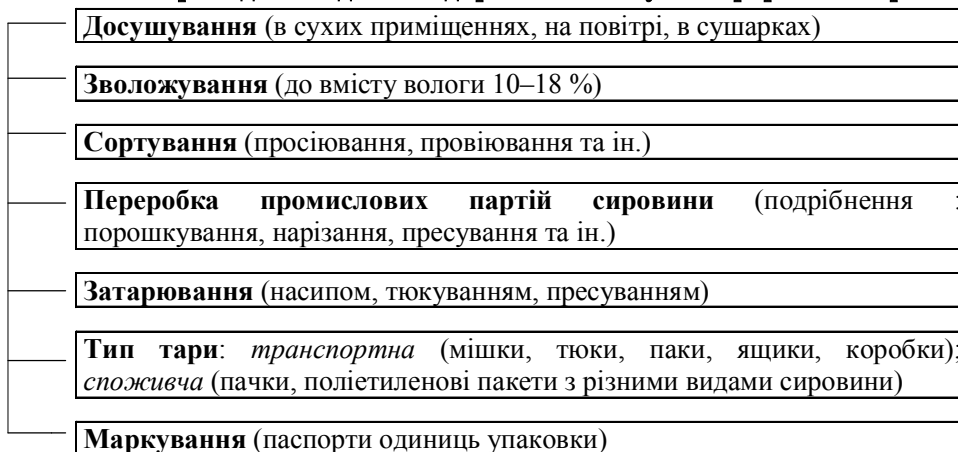 Досушування (в сухих приміщеннях, на повітрі, в сушарках)
Зволожування (до вмісту вологи 10–18 %)
Сортування (просіювання, провіювання та ін.)
Переробка промислових партій сировини (подрібнення
порошкування, нарізання, пресування та ін.)
Затарювання (насипом, тюкуванням, пресуванням)
Тип тари: транспортна (мішки, тюки, паки, ящики, коробки);
споживча (пачки, поліетиленові пакети з різними видами сировини)
Маркування (паспорти одиниць упаковки)